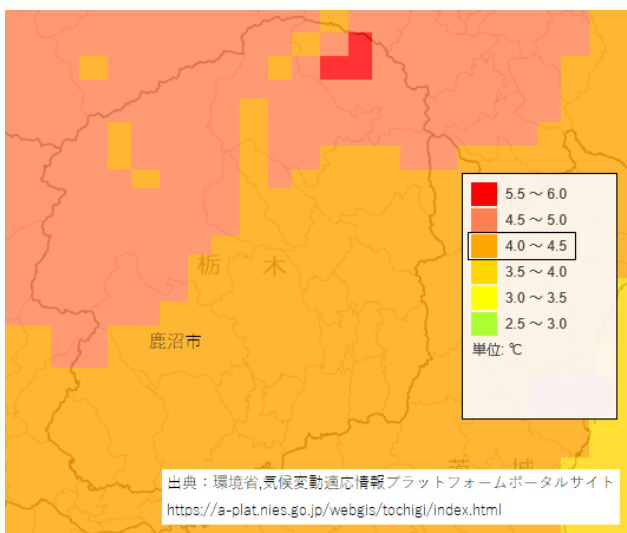 5.5 ～ 6.0
4.5 ～ 5.0
4.0 ～ 4.5
3.5 ～ 4.0
3.0 ～ 3.5
2.5 ～ 3.0
単位: ℃
栃 木
鹿沼市
茨 城
出典：環境省,気候変動適応情報プラットフォームポータルサイト
https://a-plat.nies.go.jp/webgis/tochigi/index.html